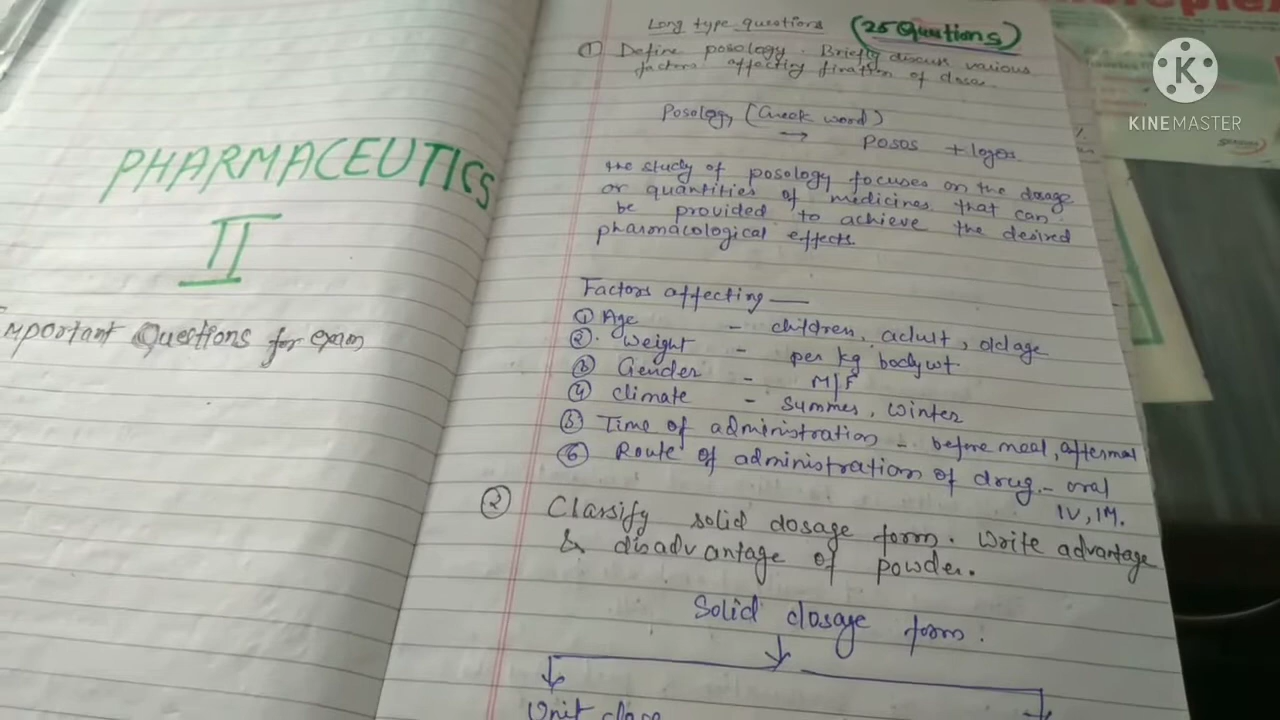 PHARMACEUTICS
II
Important Questions for exam
Long type questions (25 Questions)
① Define posology. Briefly discuss various
factors affecting fixation of dose
Posology (Greek word)
→ Posos + logos
the study of posology focuses on the dosage
or quantities of medicines that can
be provided to achieve the desired
pharmacological effects
Factors affecting —
① Age - children, adult, oldage
②. Weight - per kg body wt.
③ Gender - M/F
④ climate - Summer, winter
⑤ Time of administration - before meal, aftermeal
⑥ Route of administration of drug. - oral
IV, IM.
② Classify solid dosage form. Write advantage
& disadvantage of powder.
Solid dosage form.
Unit dose
KINEMASTER